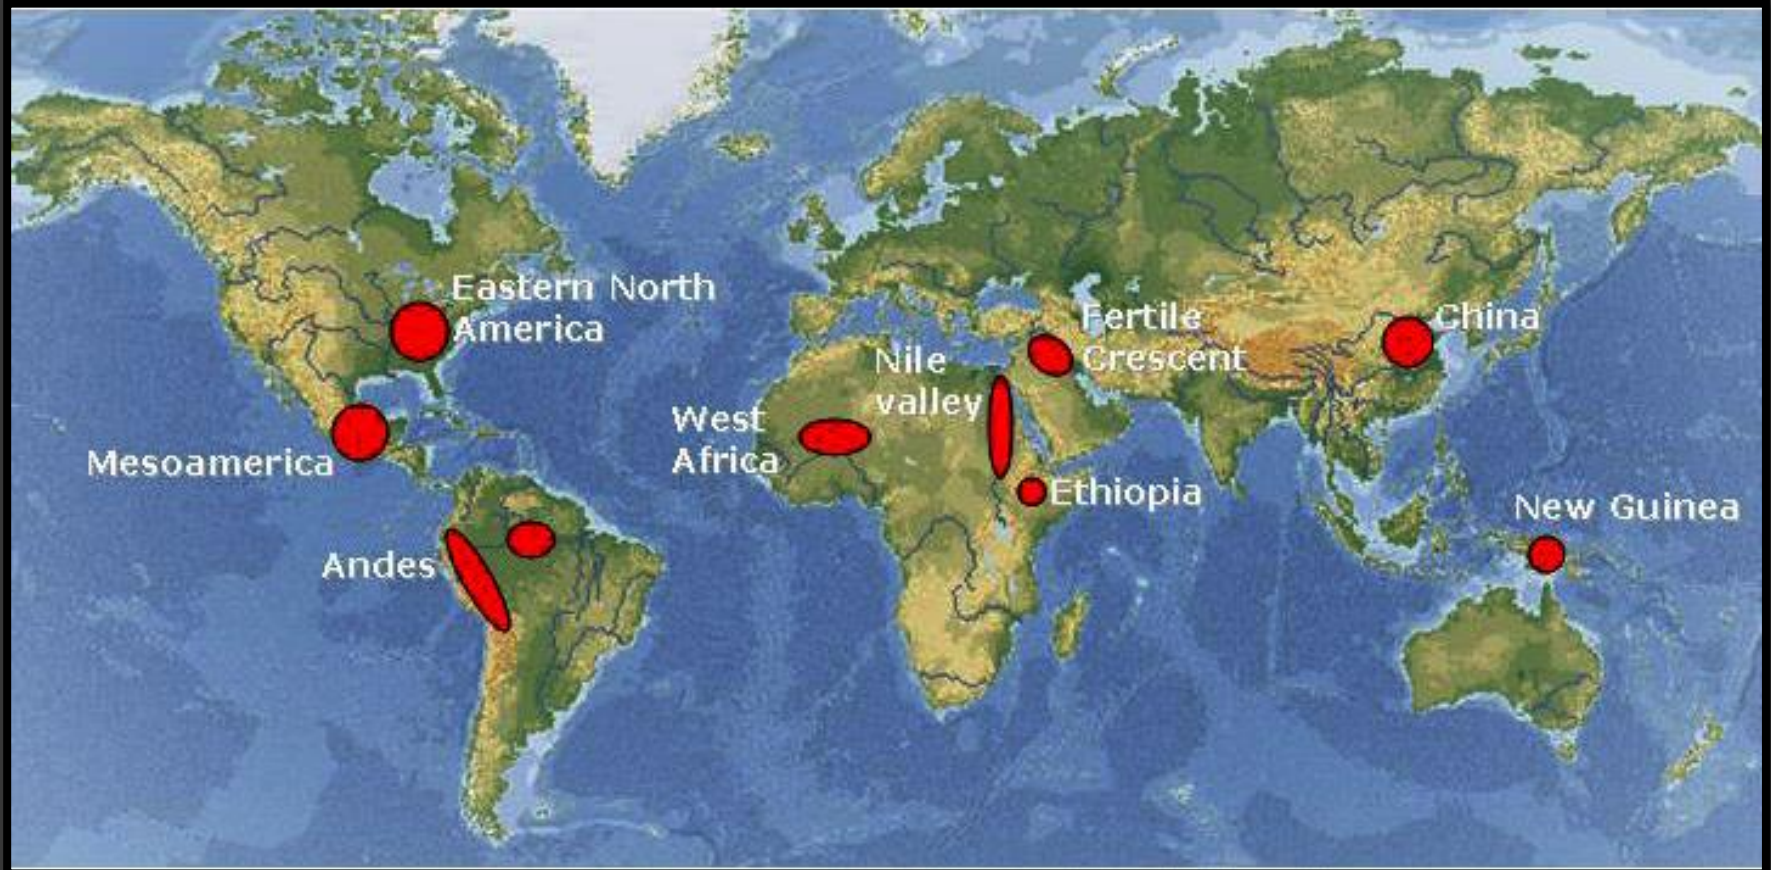 Eastern North
America
Fertile
Crescent
China
Nile
valley
West
Africa
Mesoamerica
Ethiopia
New Guinea
Andes